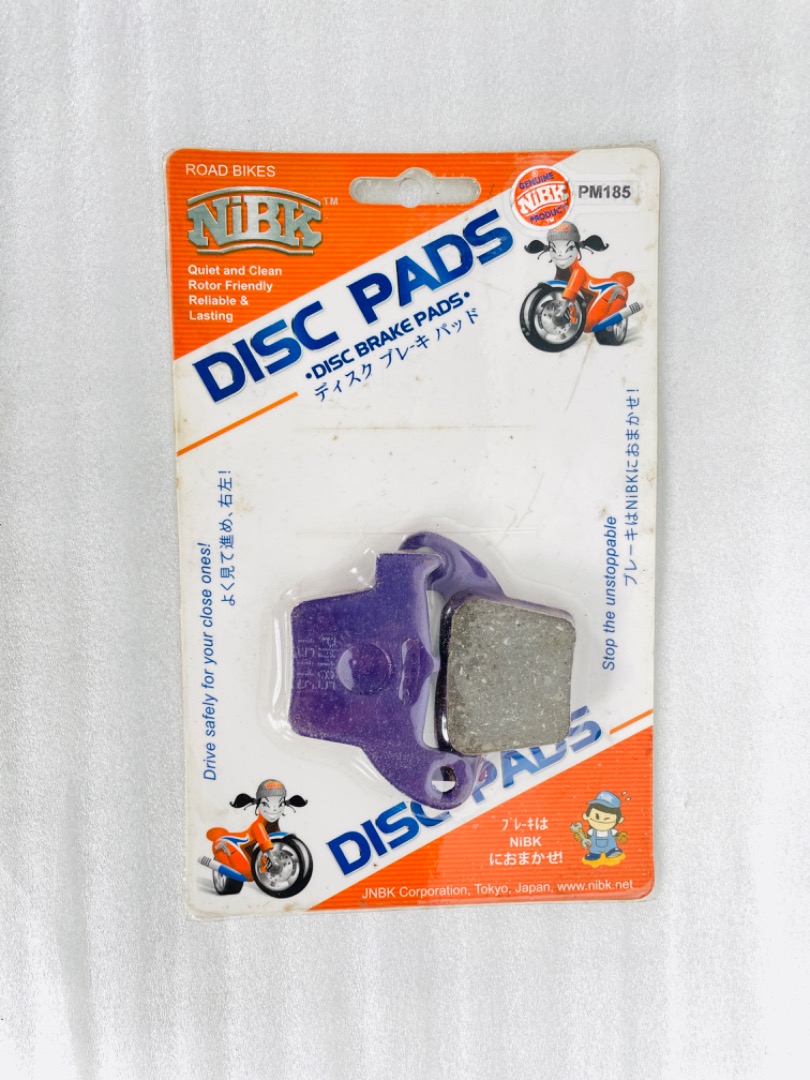 ROAD BIKES
NiBK™
Quiet and Clean
Rotor Friendly
Reliable &
Lasting
GENUINE
NiBK
PRODUCT
TM
PM185
DISC PADS
•DISC BRAKE PADS•
ディスク ブレーキ パッド
Drive safely for your close ones!
よく見て進め、右左!
Stop the unstoppable
ブレーキはNiBKにおまかせ!
PM185
DISC PADS
ブレーキは
NiBK
におまかせ!
JNBK Corporation, Tokyo, Japan, www.nibk.net